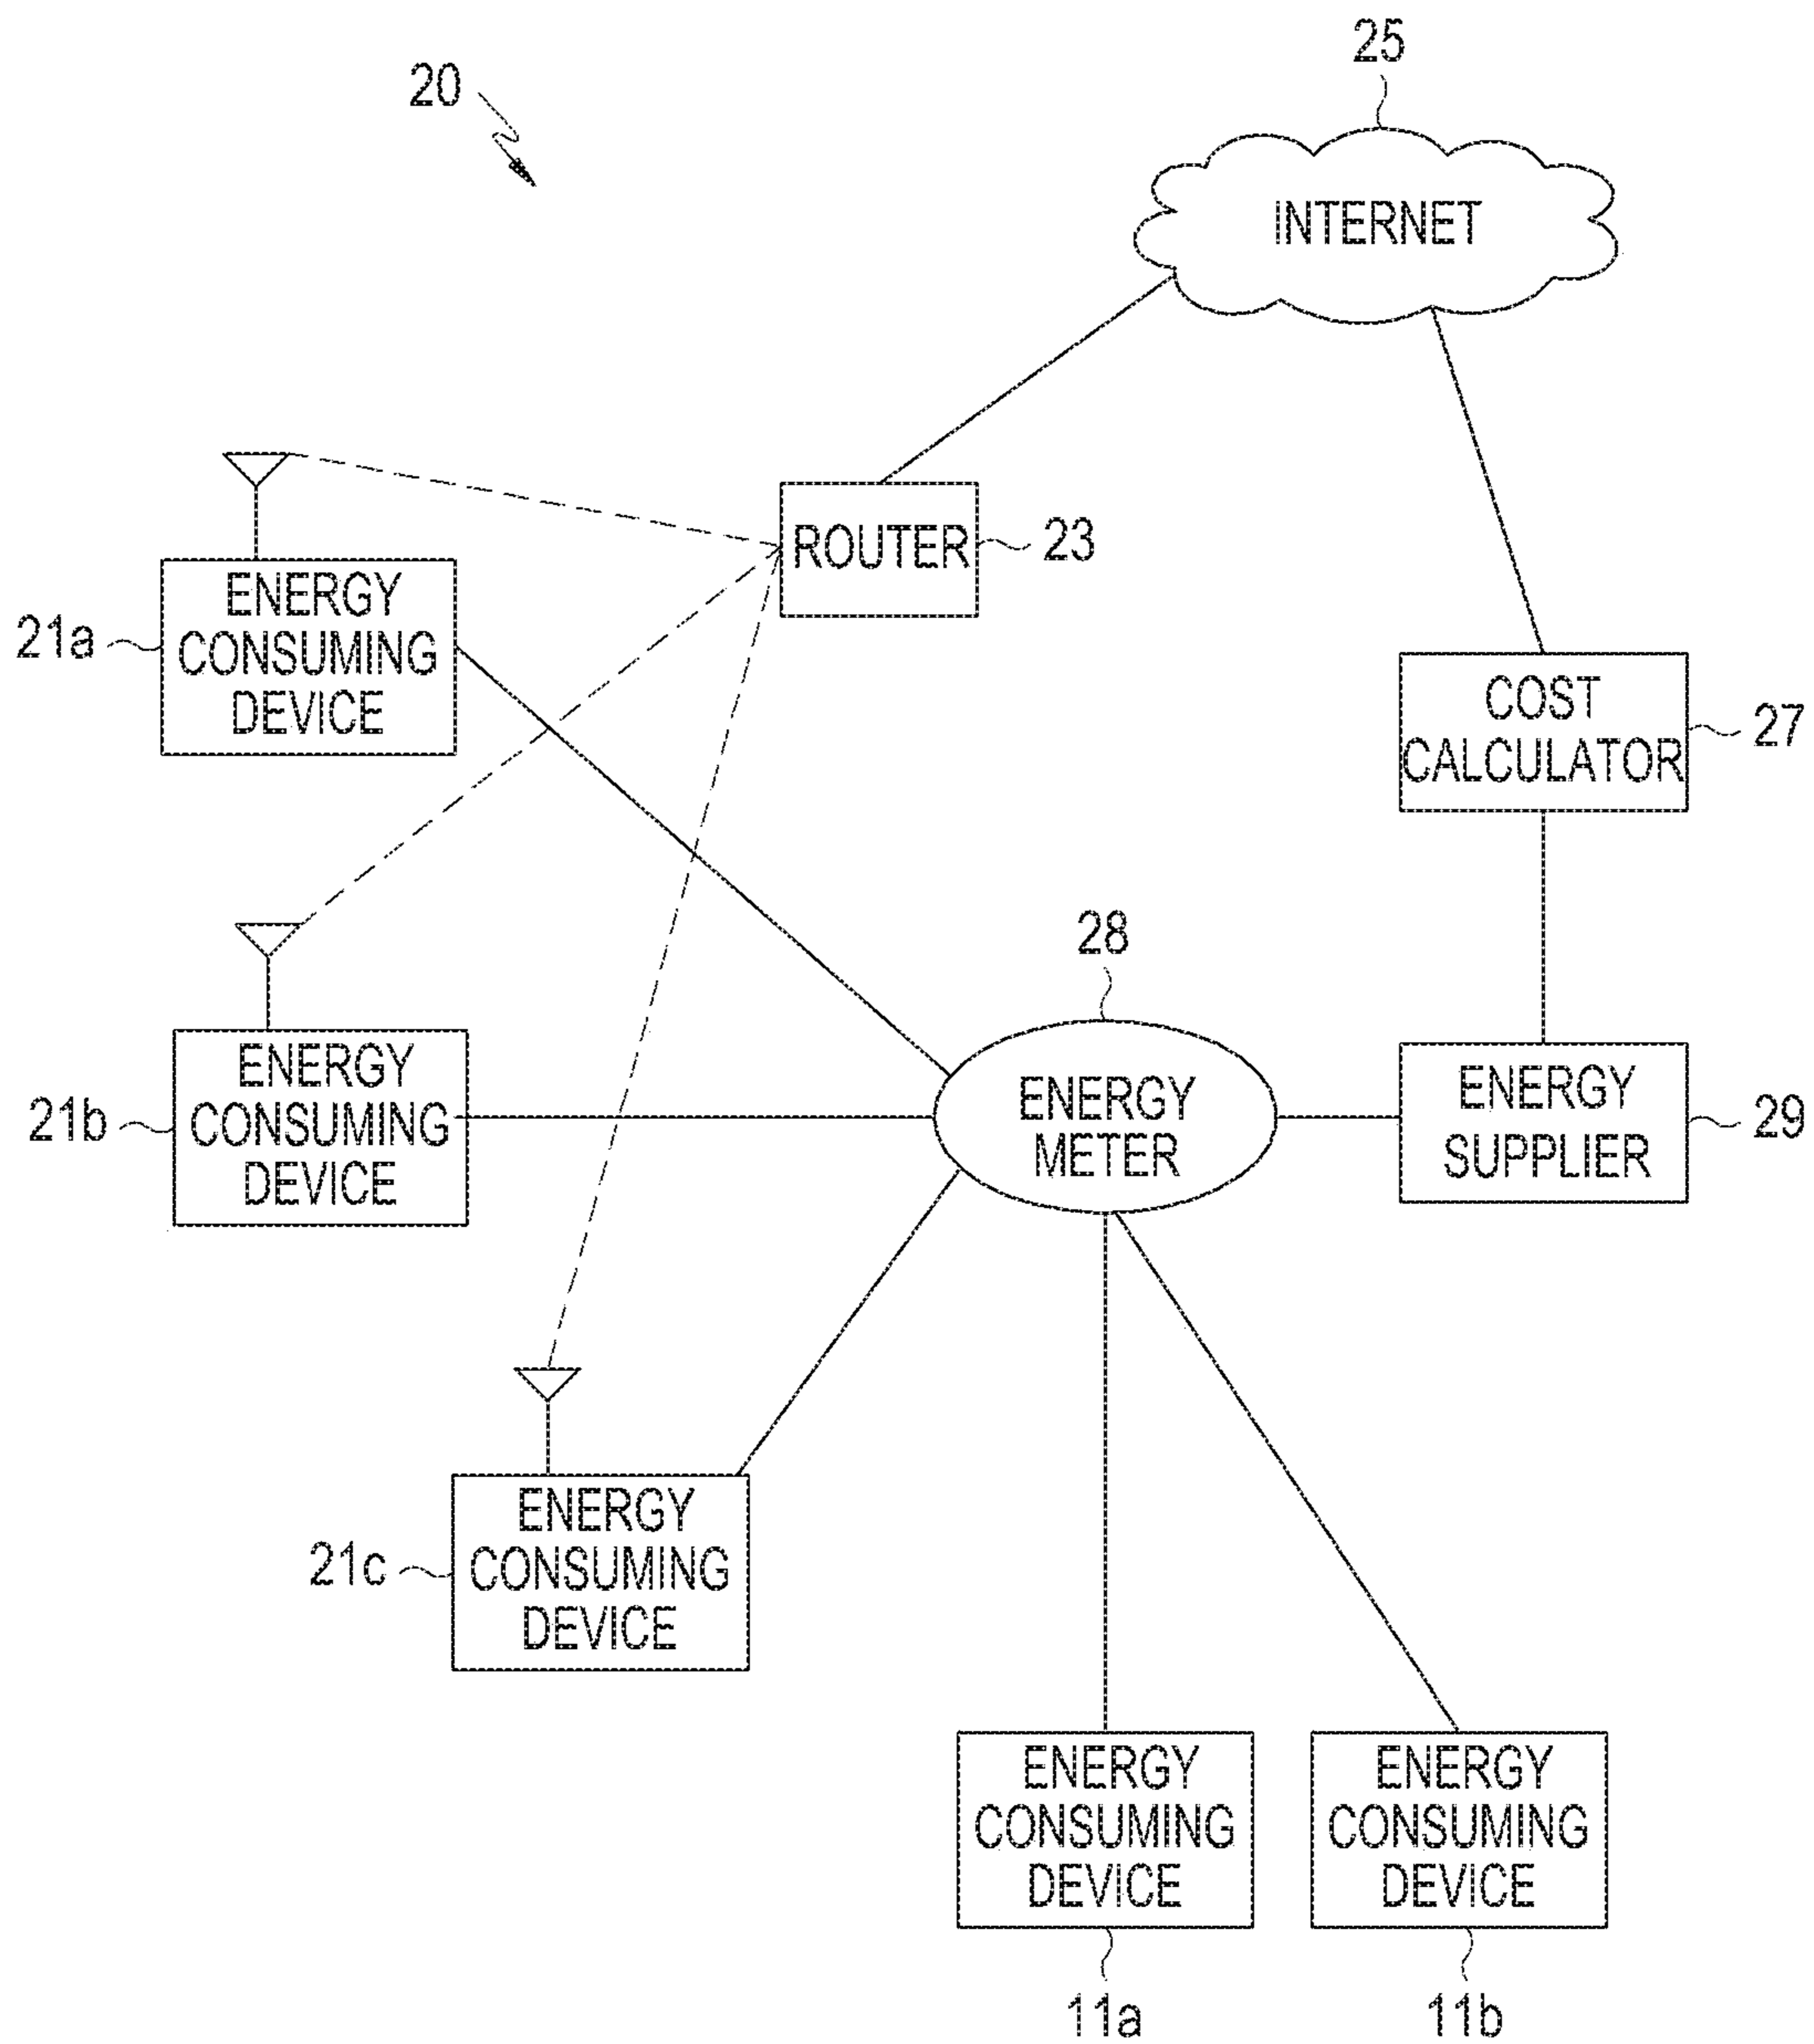 25
20
INTERNET
ROUTER
23
ENERGY
CONSUMING
DEVICE
21a
COST
CALCULATOR
27
28
ENERGY
CONSUMING
DEVICE
21b
ENERGY
METER
ENERGY
SUPPLIER
29
ENERGY
CONSUMING
DEVICE
21c
ENERGY
CONSUMING
DEVICE
ENERGY
CONSUMING
DEVICE
11a
11b